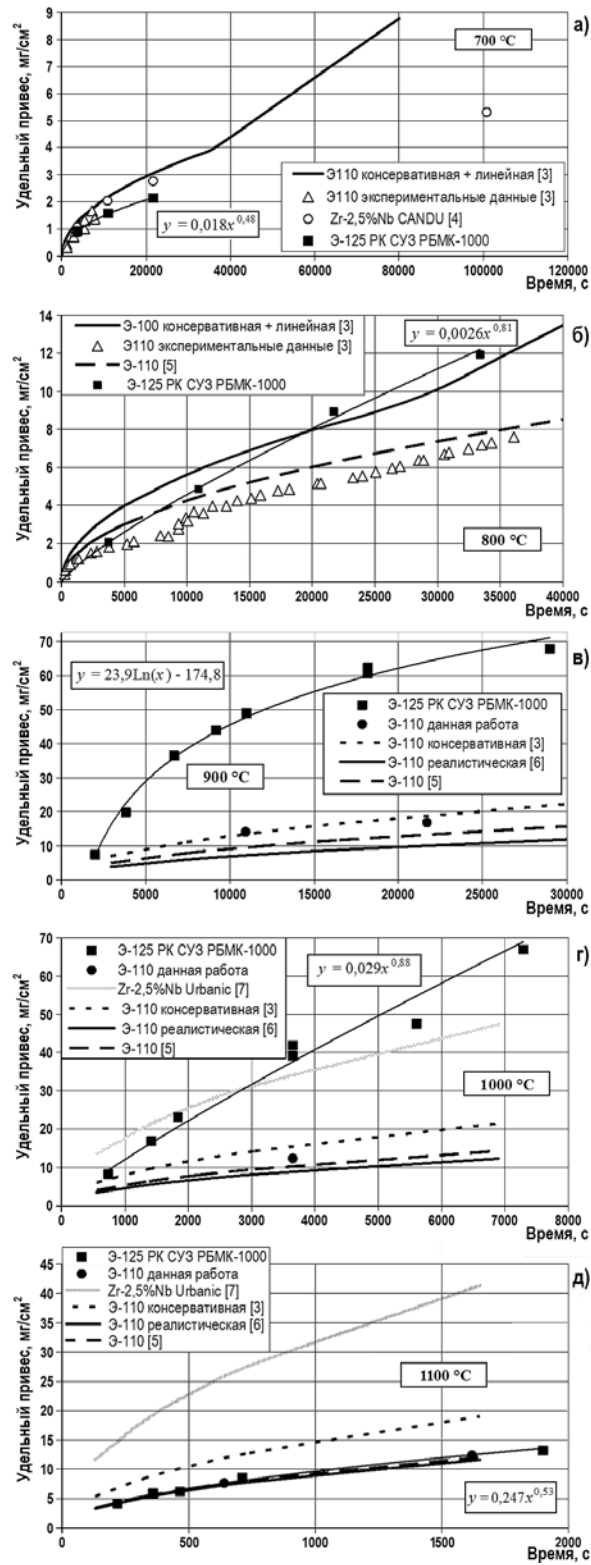 а)
Удельный привес, мг/см²
9
8
7
6
5
4
3
2
1
0
700 °C
y = 0,018x^0,48
Э110 консервативная + линейная [3]
Э110 экспериментальные данные [3]
Zr-2,5%Nb CANDU [4]
Э-125 РК СУЗ РБМК-1000
0 20000 40000 60000 80000 100000 120000
Время, с
б)
Удельный привес, мг/см²
14
12
10
8
6
4
2
0
Э-100 консервативная + линейная [3]
Э110 экспериментальные данные [3]
Э-110 [5]
Э-125 РК СУЗ РБМК-1000
y = 0,0026x^0,81
800 °C
0 5000 10000 15000 20000 25000 30000 35000 40000
Время, с
в)
Удельный привес, мг/см²
70
60
50
40
30
20
10
0
y = 23,9Ln(x) - 174,8
900 °C
Э-125 РК СУЗ РБМК-1000
Э-110 данная работа
Э-110 консервативный [3]
Э-110 реалистическая [6]
Э-110 [5]
0 5000 10000 15000 20000 25000 30000
Время, с
г)
Удельный привес, мг/см²
70
60
50
40
30
20
10
0
Э-125 РК СУЗ РБМК-1000
Э-110 данная работа
Zr-2,5%Nb Urbanic [7]
Э-110 консервативный [3]
Э-110 реалистическая [6]
Э-110 [5]
y = 0,029x^0,88
1000 °C
0 1000 2000 3000 4000 5000 6000 7000 8000
Время, с
д)
Удельный привес, мг/см²
45
40
35
30
25
20
15
10
5
0
Э-125 РК СУЗ РБМК-1000
Э-110 данная работа
Zr-2,5%Nb Urbanic [7]
Э-110 консервативный [3]
Э-110 реалистическая [6]
Э-110 [5]
1100 °C
y = 0,247x^0,53
0 500 1000 1500 200
Время, с